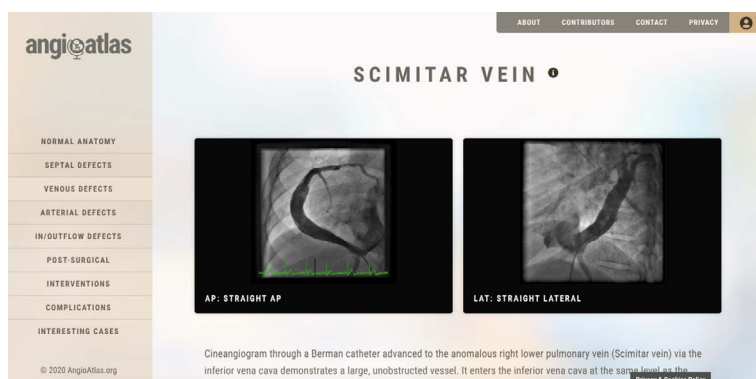 ABOUT CONTRIBUTORS CONTACT PRIVACY
angioatlas
SCIMITAR VEIN
NORMAL ANATOMY
SEPTAL DEFECTS
VENOUS DEFECTS
ARTERIAL DEFECTS
IN/OUTFLOW DEFECTS
POST-SURGICAL
INTERVENTIONS
COMPLICATIONS
INTERESTING CASES
© 2020 AngioAtlas.org
AP: STRAIGHT AP
LAT: STRAIGHT LATERAL
Cineangiogram through a Berman catheter advanced to the anomalous right lower pulmonary vein (Scimitar vein) via the
inferior vena cava demonstrates a large, unobstructed vessel. It enters the inferior vena cava at the same level as the
Privacy & Cookies Policy